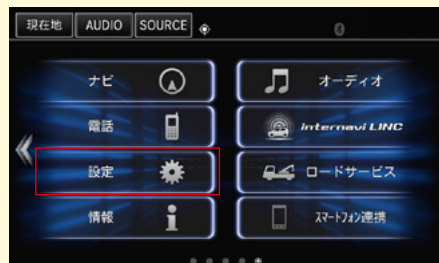 現在地 AUDIO SOURCE
ナビ
オーディオ
電話
internavi LINC
設定
ロードサービス
情報
スマートフォン連携